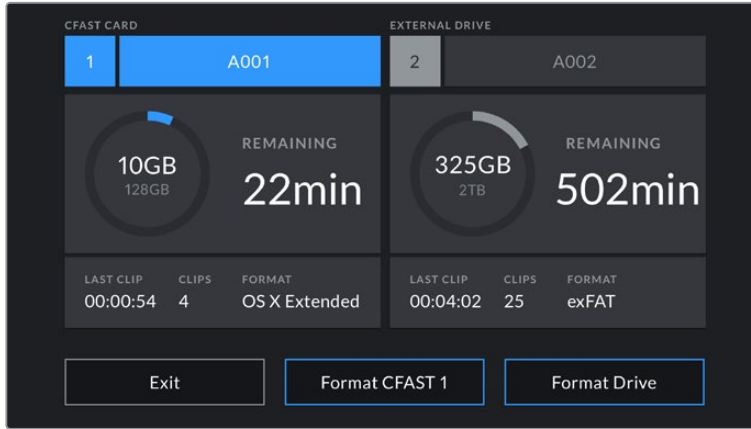 CFAST CARD
1
A001
10GB
128GB
REMAINING
22min
LAST CLIP
CLIPS
FORMAT
00:00:54
4
OS X Extended
EXTERNAL DRIVE
2
A002
325GB
2TB
REMAINING
502min
LAST CLIP
CLIPS
FORMAT
00:04:02
25
exFAT
Exit
Format CFAST 1
Format Drive